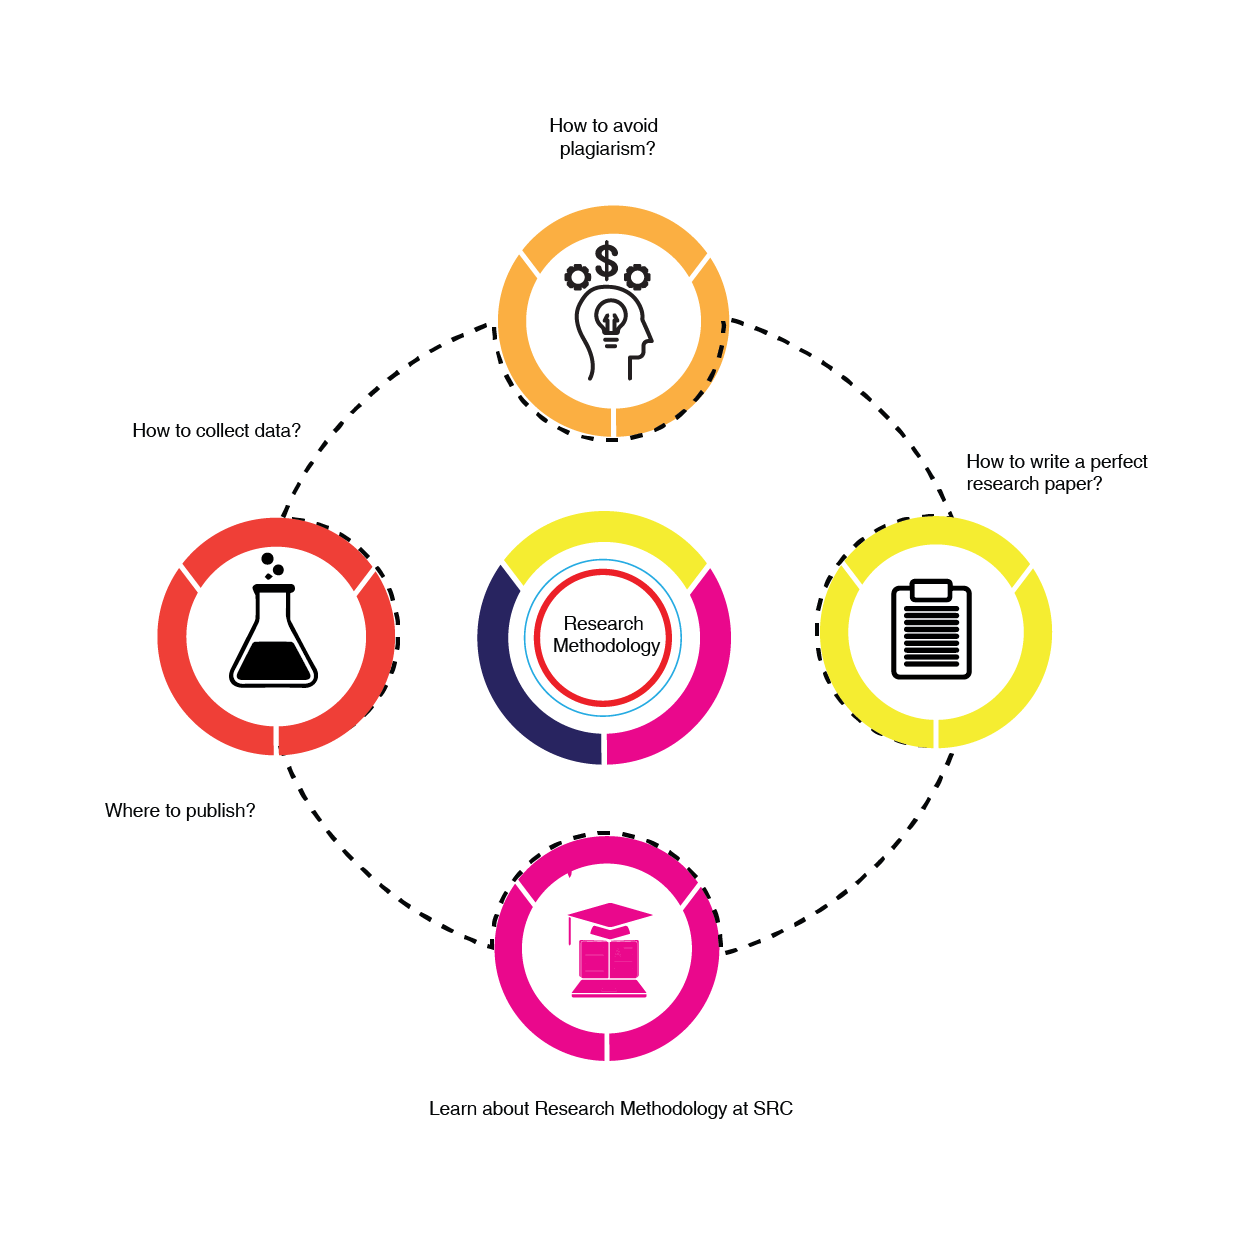 How to avoid
plagiarism?
How to collect data?
How to write a perfect
research paper?
$
Research
Methodology
Where to publish?
Learn about Research Methodology at SRC